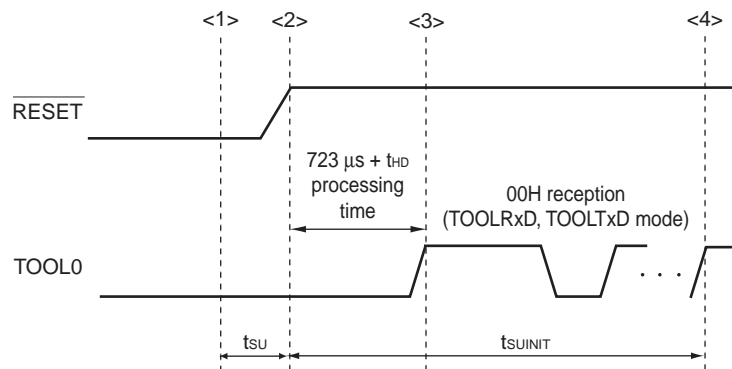 <1> <2> <3> <4>
RESET
723 µs + tHD
processing
time
00H reception
(TOOLRxD, TOOLTxD mode)
TOOL0
. . .
tSU
tSUINIT